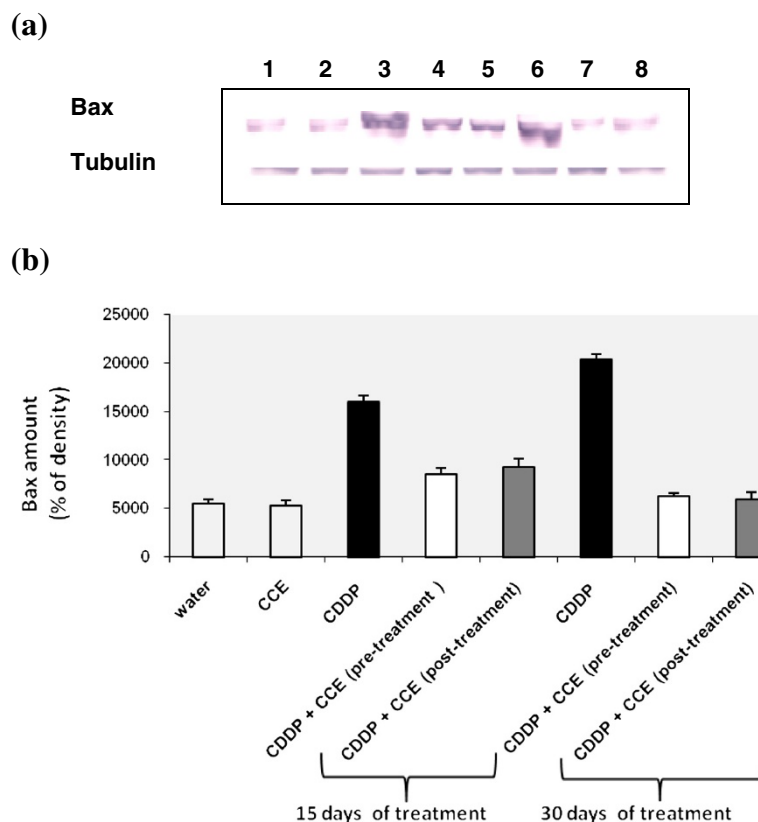 (a)
1 2 3 4 5 6 7 8
Bax
Tubulin
(b)
Bax amount
(% of density)
25000
20000
15000
10000
5000
0
water
CCE
CDDP
CDDP + CCE (pre-treatment )
CDDP + CCE (post-treatment)
CDDP
CDDP + CCE (pre-treatment)
CDDP + CCE (post-treatment)
15 days of treatment
30 days of treatment